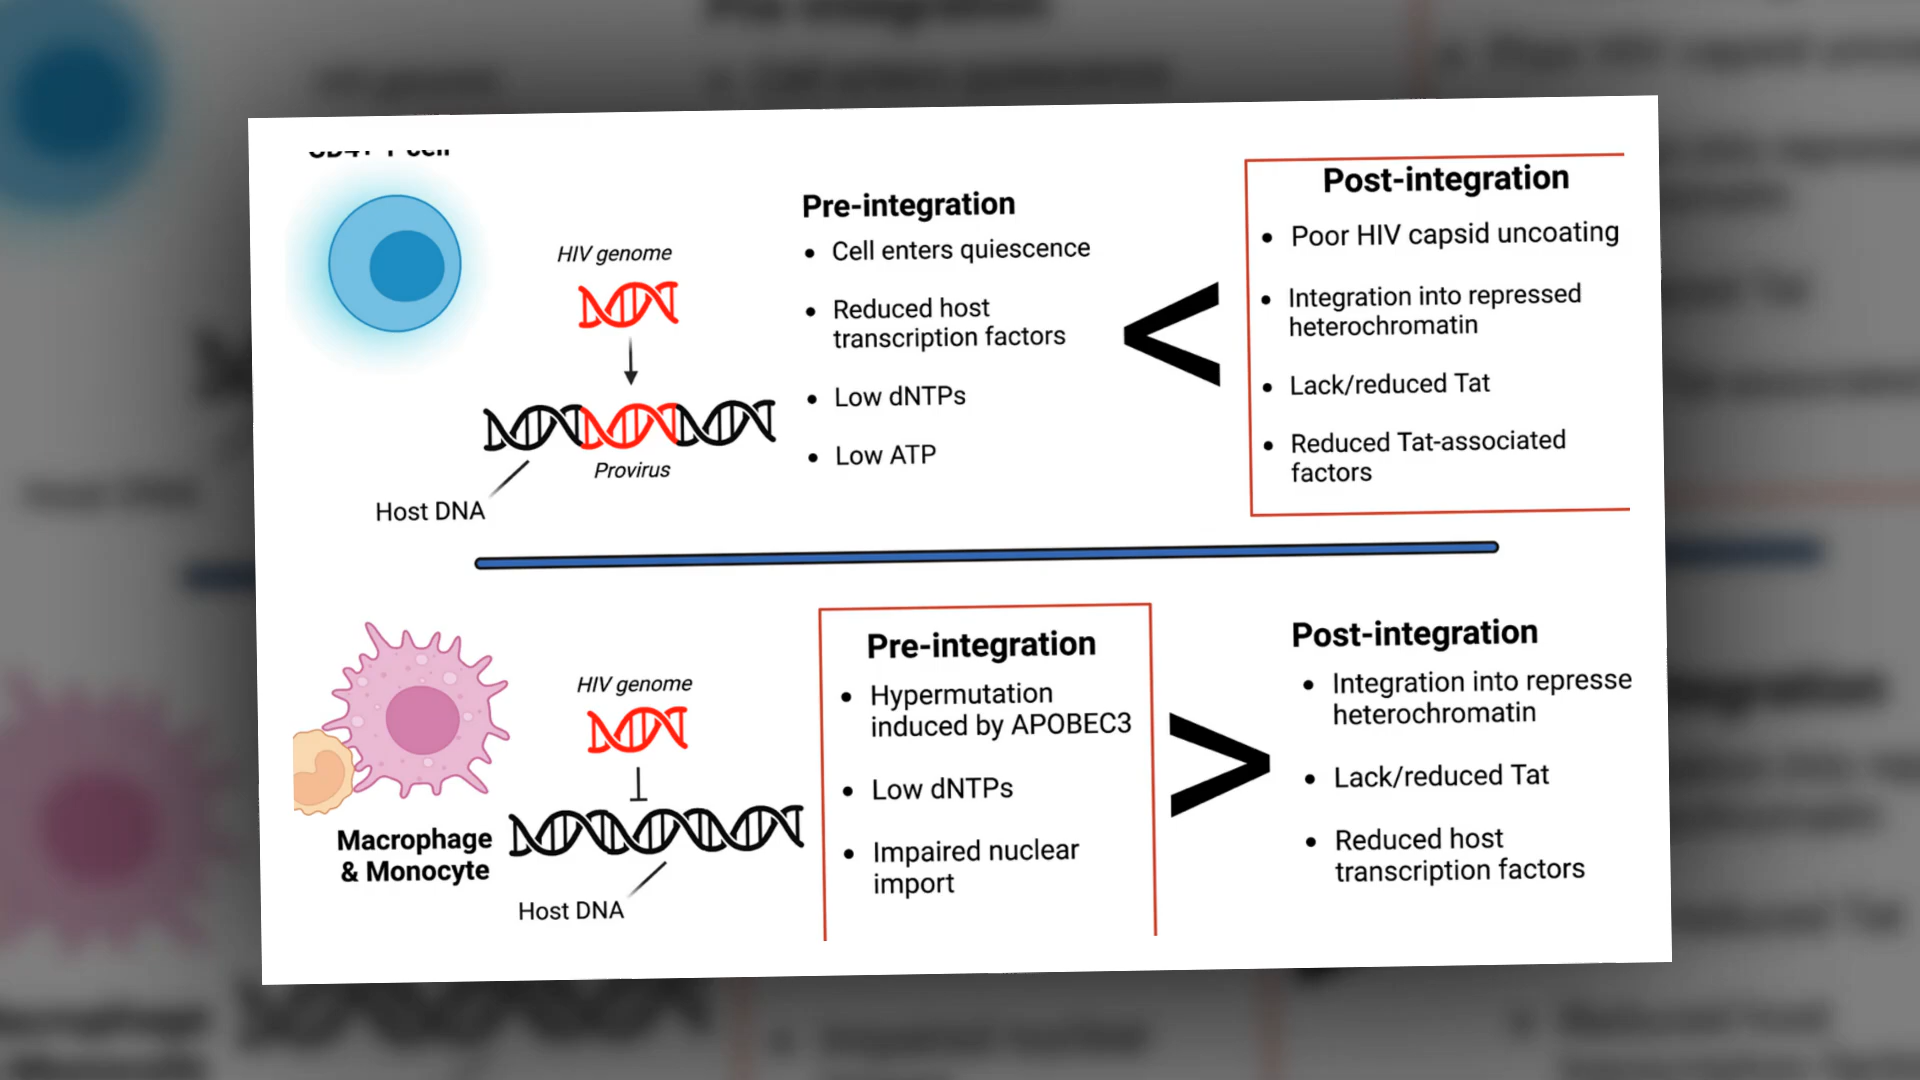 CD4+ T cell
HIV genome
Provirus
Host DNA
Pre-integration
• Cell enters quiescence
• Reduced host
transcription factors
• Low dNTPs
• Low ATP
<
Post-integration
• Poor HIV capsid uncoating
• Integration into repressed
heterochromatin
• Lack/reduced Tat
• Reduced Tat-associated
factors
Macrophage
& Monocyte
HIV genome
Host DNA
Pre-integration
• Hypermutation
induced by APOBEC3
• Low dNTPs
• Impaired nuclear
import
>
Post-integration
• Integration into represse
heterochromatin
• Lack/reduced Tat
• Reduced host
transcription factors